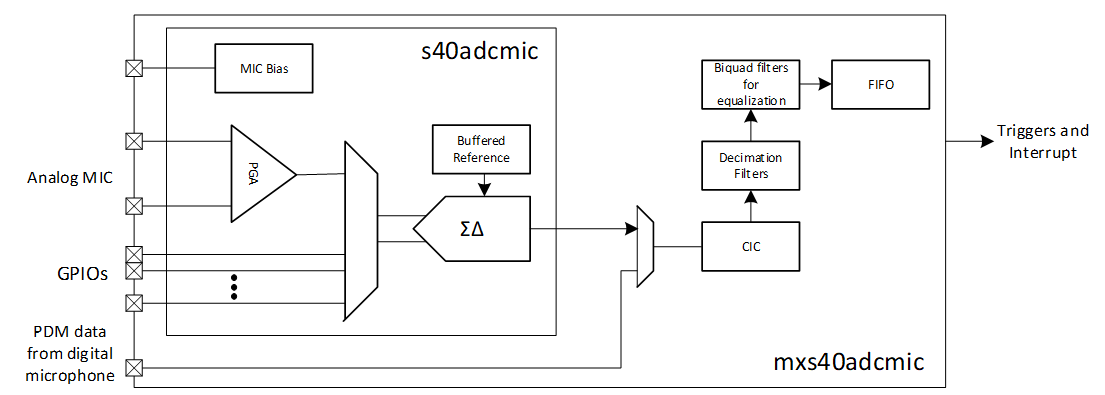 s40adcmic
MIC Bias
Biquad filters
for
equalization
FIFO
Buffered
Reference
Triggers and
Interrupt
Analog MIC
PGA
Decimation
Filters
ΣΔ
CIC
GPIOs
PDM data
from digital
microphone
mxs40adcmic